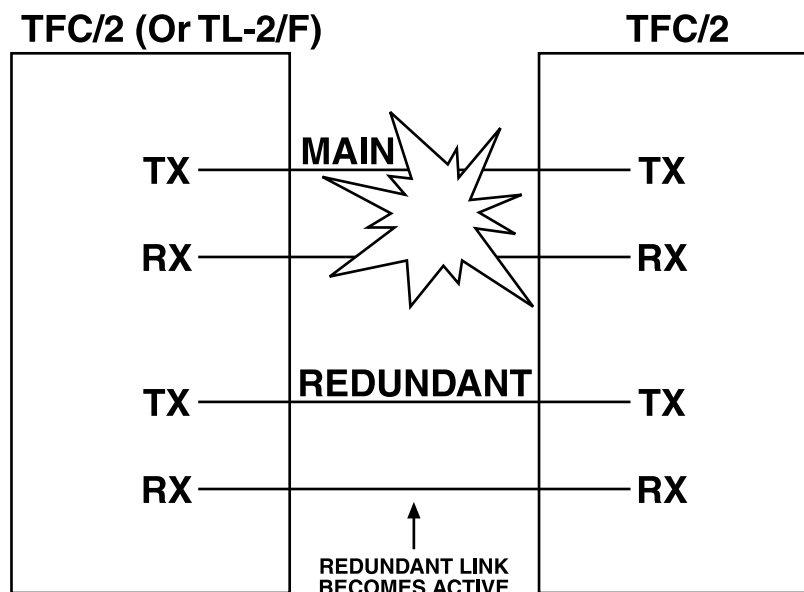 TFC/2 (Or TL-2/F)
TFC/2
MAIN
TX
TX
RX
RX
REDUNDANT
TX
TX
RX
RX
REDUNDANT LINK
BECOMES ACTIVE